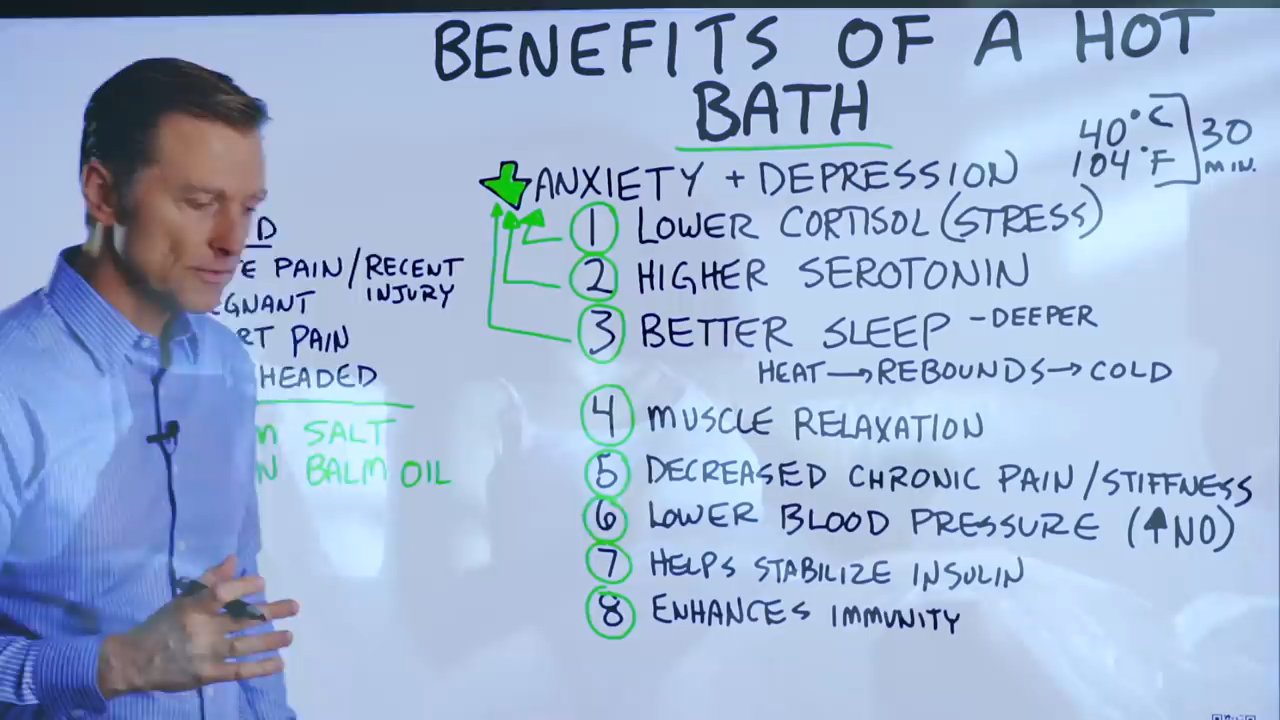 BENEFITS OF A HOT
BATH
40°C
104°F
30
MIN.
ANXIETY + DEPRESSION
1 LOWER CORTISOL (STRESS)
2 HIGHER SEROTONIN
3 BETTER SLEEP - DEEPER
HEAT → REBOUNDS → COLD
4 MUSCLE RELAXATION
5 DECREASED CHRONIC PAIN/STIFFNESS
6 LOWER BLOOD PRESSURE (↑NO)
7 HELPS STABILIZE INSULIN
8 ENHANCES IMMUNITY
PAIN/RECENT
INJURY
PAIN
HEADED
SALT
BALM OIL